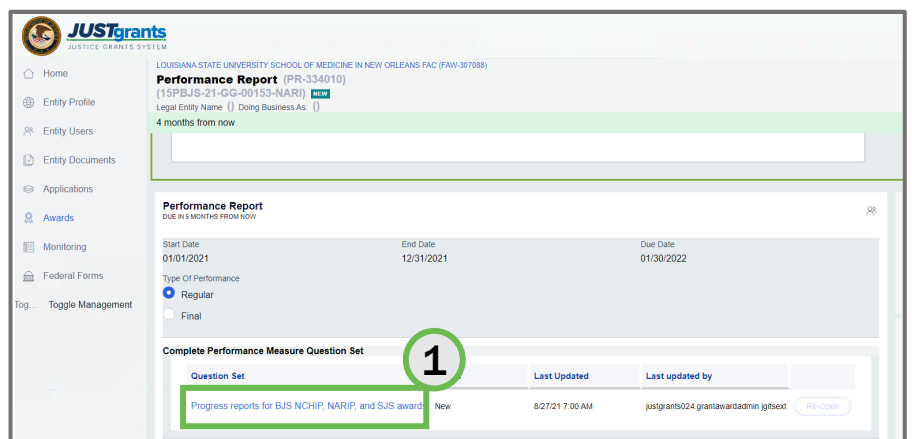 JUSTgrants
JUSTICE GRANTS SYSTEM
Home
Entity Profile
Entity Users
Entity Documents
Applications
Awards
Monitoring
Federal Forms
Tog... Toggle Management
LOUISIANA STATE UNIVERSITY SCHOOL OF MEDICINE IN NEW ORLEANS FAC (FAW-307088)
Performance Report (PR-334010)
(15PBJS-21-GG-00153-NARI) NEW
Legal Entity Name () Doing Business As: ()
4 months from now
Performance Report
DUE IN 5 MONTHS FROM NOW
Start Date End Date Due Date
01/01/2021 12/31/2021 01/30/2022
Type Of Performance
Regular
Final
Complete Performance Measure Question Set
1
Question Set Last Updated Last updated by
Progress reports for BJS NCHIP, NARIP, and SJS awards New 8/27/21 7:00 AM justgrants024.grantawardadmin jgitsext Re-Open